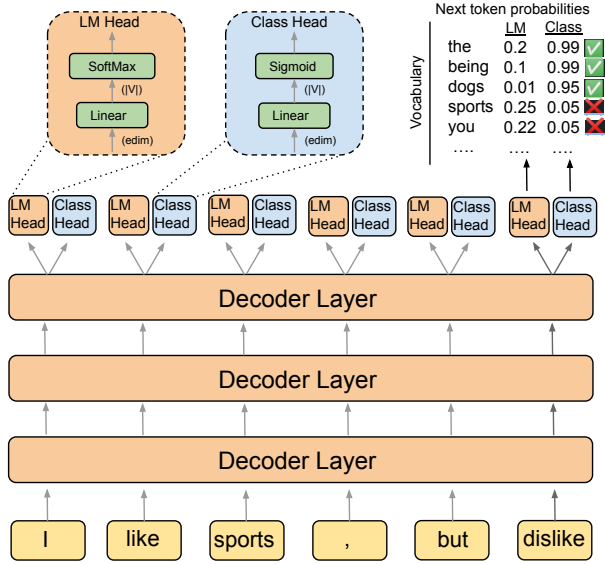 LM Head
SoftMax
(|V|)
Linear
(edim)
Class Head
Sigmoid
(|V|)
Linear
(edim)
Next token probabilities
Vocabulary
LM Class
the 0.2 0.99 ✅
being 0.1 0.99 ✅
dogs 0.01 0.95 ✅
sports 0.25 0.05 ❌
you 0.22 0.05 ❌
.... .... ....
LM Head Class Head LM Head Class Head LM Head Class Head LM Head Class Head LM Head Class Head LM Head Class Head
Decoder Layer
Decoder Layer
Decoder Layer
I like sports , but dislike